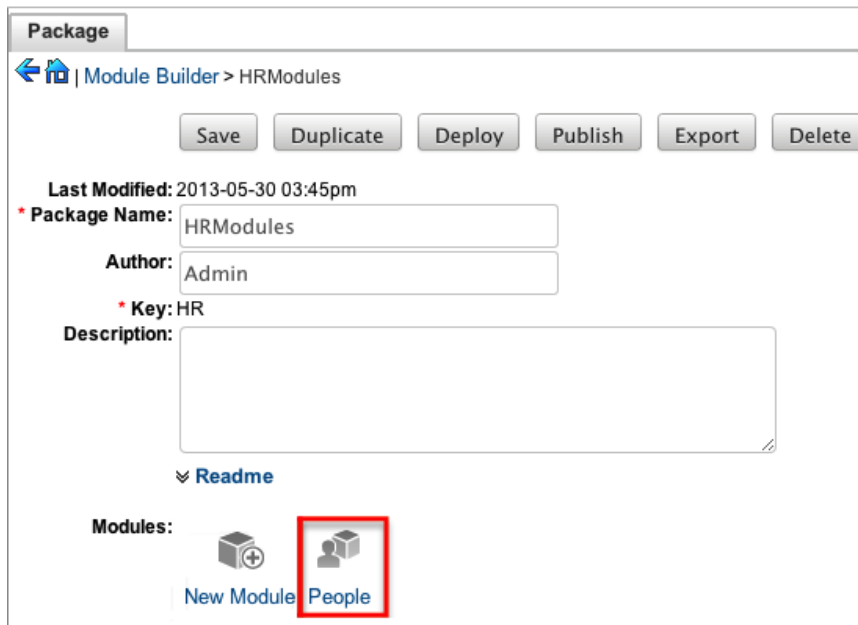 Package
| Module Builder > HRModules
Save Duplicate Deploy Publish Export Delete
Last Modified: 2013-05-30 03:45pm
* Package Name: HRModules
Author: Admin
* Key: HR
Description:
Readme
Modules:
New Module People